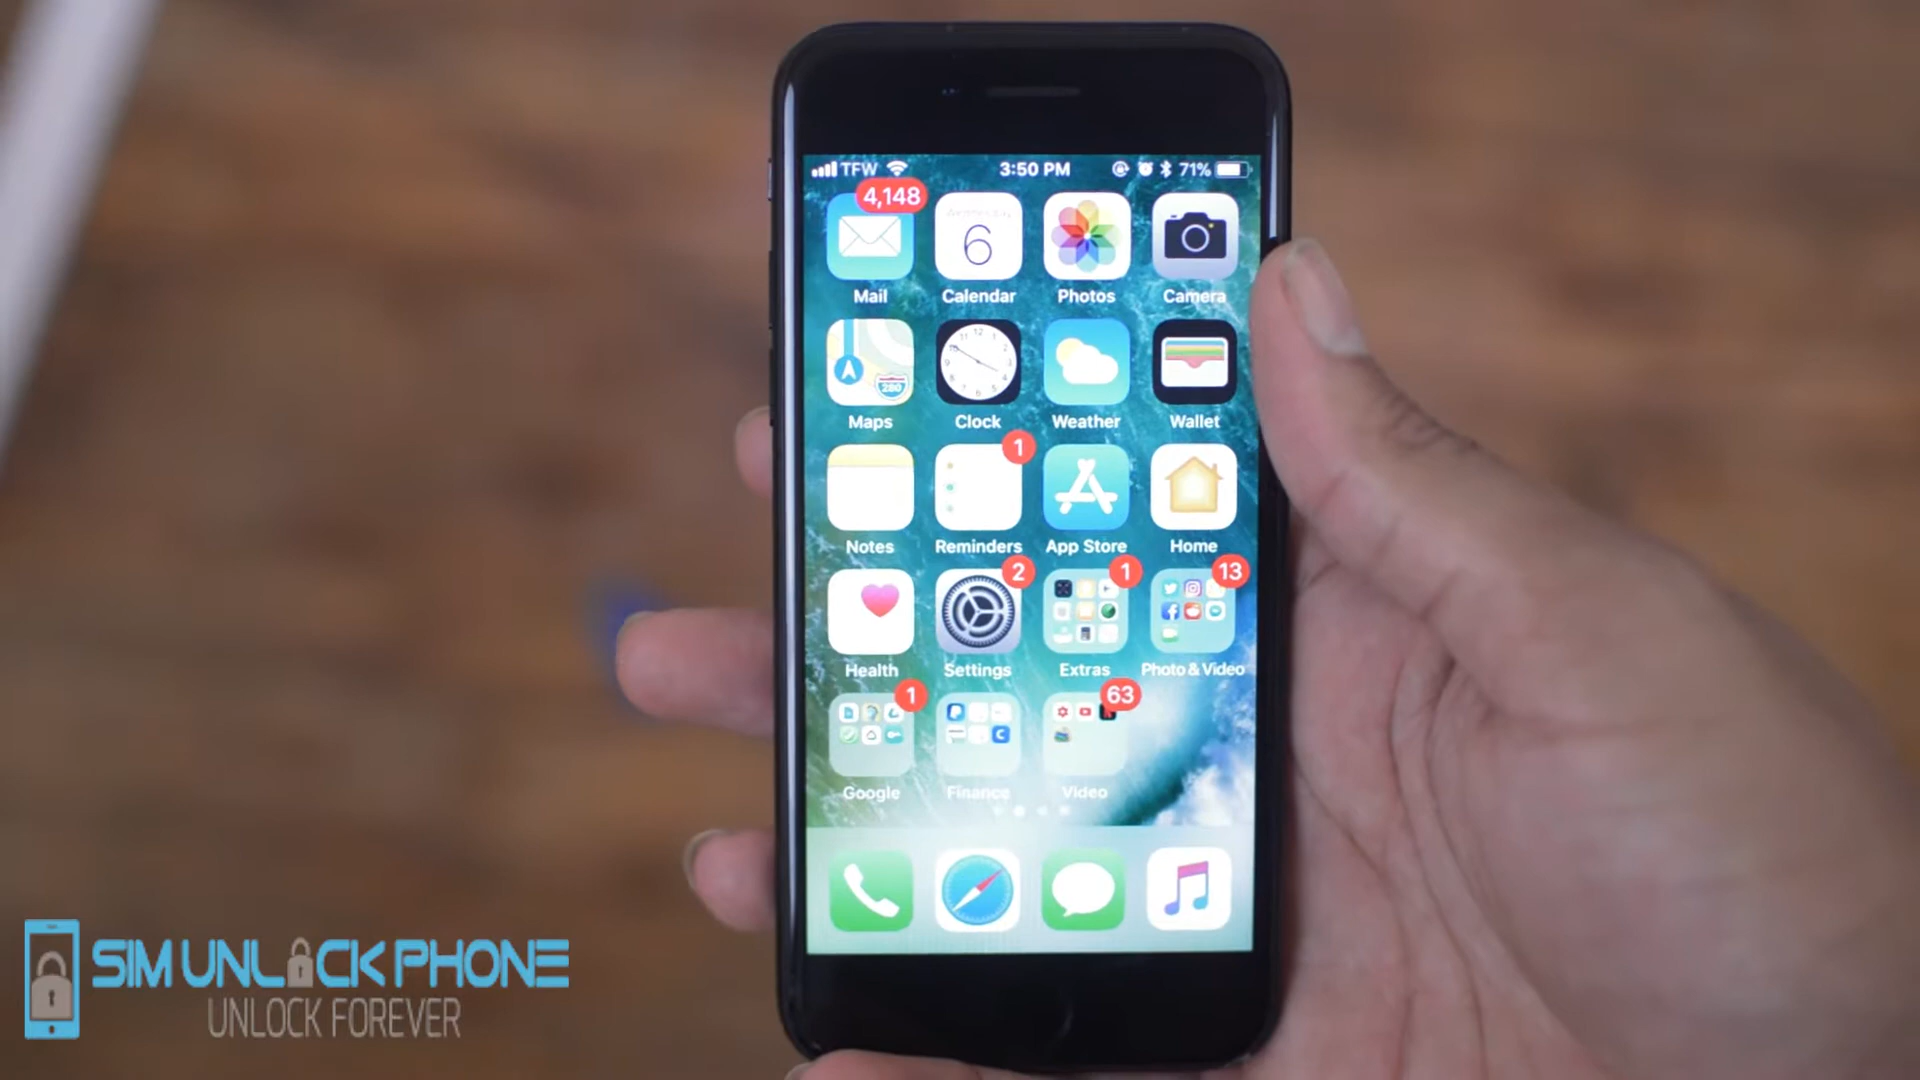 TFW 3:50 PM 71%
4,148
Wednesday
6
Mail Calendar Photos Camera
280
Maps Clock Weather Wallet
1
Notes Reminders App Store Home
2 1 13
Health Settings Extras Photo & Video
1 63
Google Finance Video
SIM UNLOCK PHONE
UNLOCK FOREVER